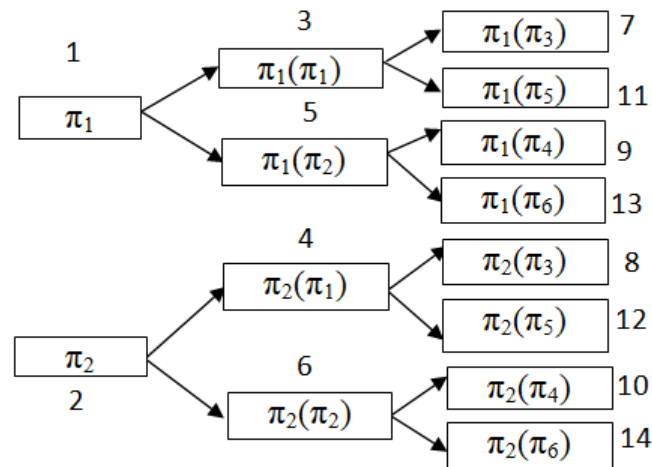 1
π₁
3
π₁(π₁)
5
π₁(π₂)
π₁(π₃) 7
π₁(π₅) 11
π₁(π₄) 9
π₁(π₆) 13
4
π₂(π₁)
π₂
2
6
π₂(π₂)
π₂(π₃) 8
π₂(π₅) 12
π₂(π₄) 10
π₂(π₆) 14